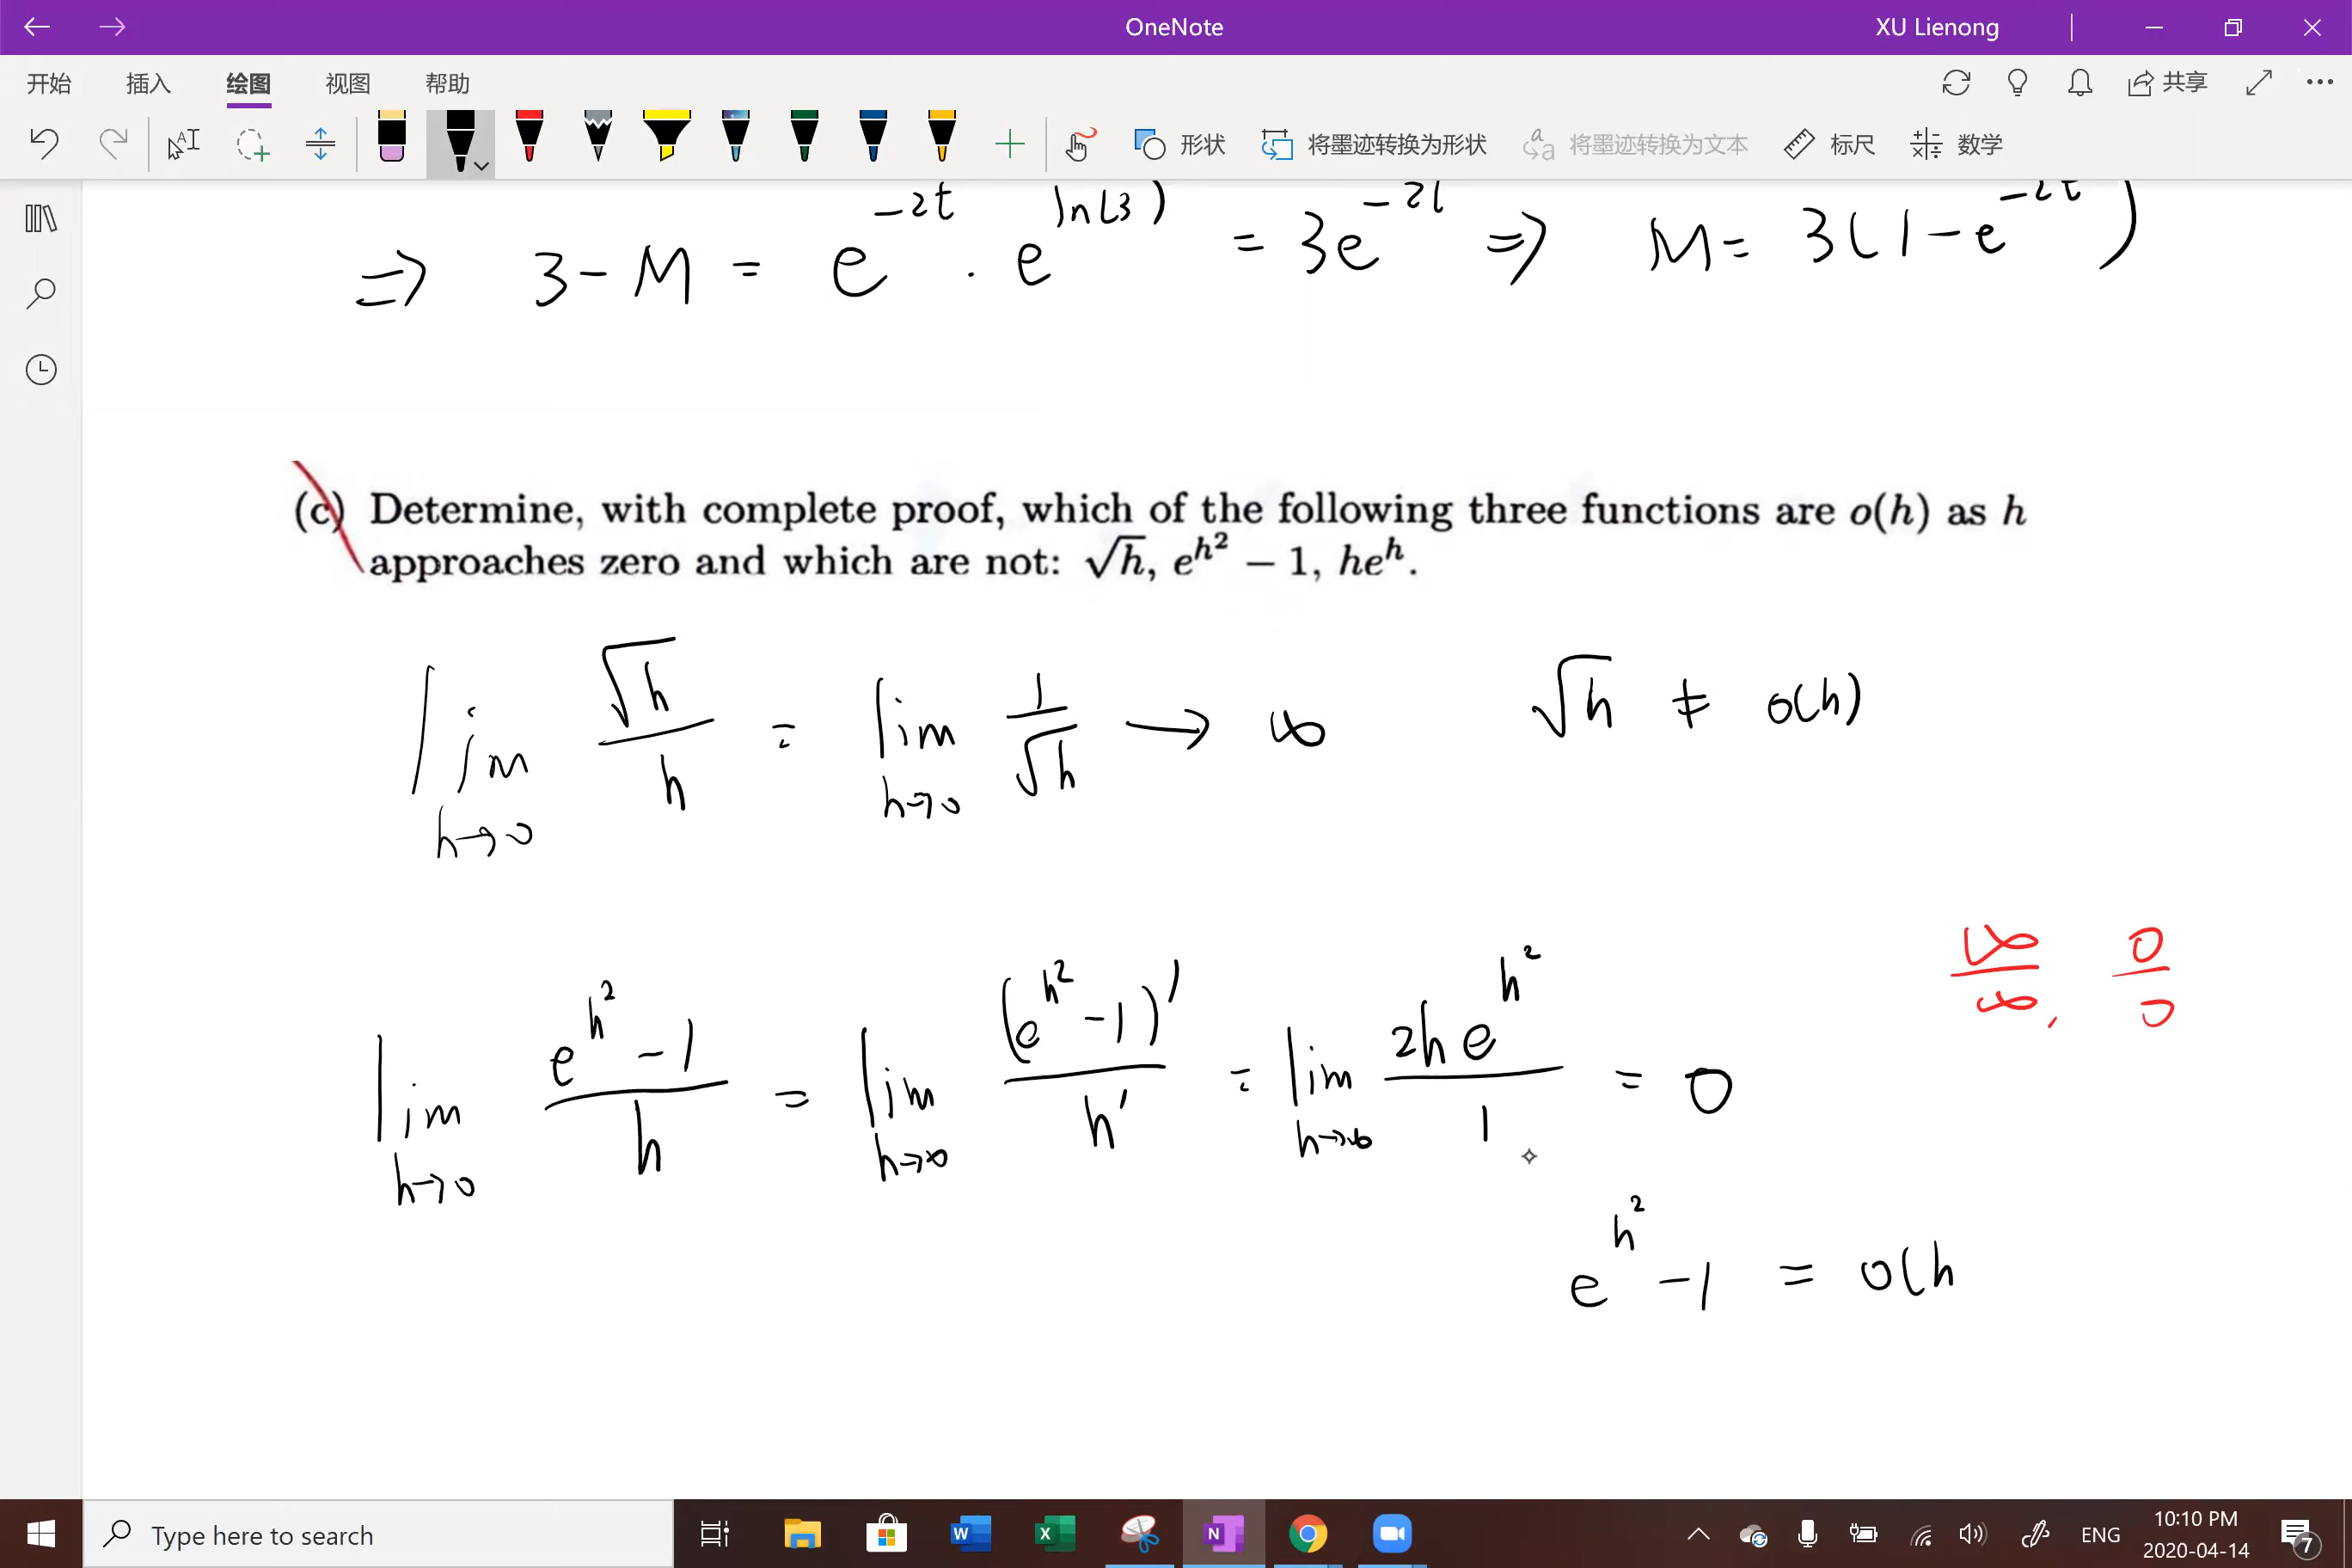 OneNote
XU Lienong
开始 插入 绘图 视图 帮助
共享
形状 将墨迹转换为形状 将墨迹转换为文本 标尺 数学
⇒ 3 - M = e^{-2t} · e^{ln(3)} = 3e^{-2t} ⇒ M = 3(1 - e^{-2t})
(c) Determine, with complete proof, which of the following three functions are o(h) as h
approaches zero and which are not: √h, e^{h²} − 1, he^h.
lim_{h→0} √h / h = lim_{h→0} 1 / √h → ∞   √h ≠ o(h)
∞/∞, 0/0
lim_{h→0} (e^{h²} - 1) / h = lim_{h→0} (e^{h²} - 1)' / h' = lim_{h→0} 2h e^{h²} / 1 = 0
e^{h²} - 1 = o(h
Type here to search
ENG
10:10 PM
2020-04-14
7